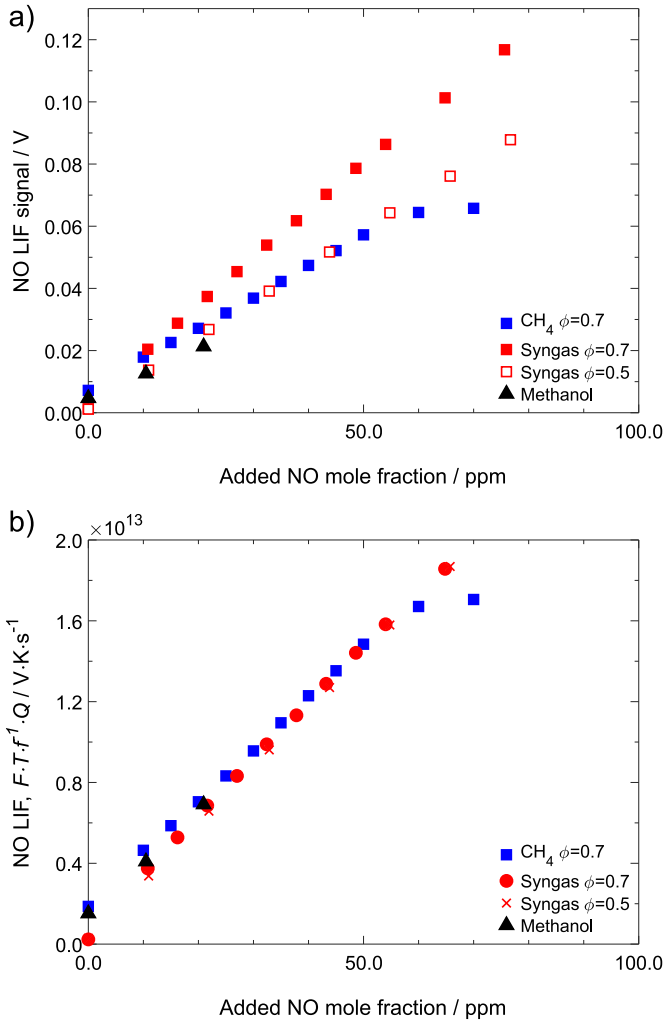 a)
0.12
0.10
0.08
0.06
0.04
0.02
0.00
NO LIF signal / V
CH₄ ϕ=0.7
Syngas ϕ=0.7
Syngas ϕ=0.5
Methanol
0.0 50.0 100.0
Added NO mole fraction / ppm
b)
×10¹³
2.0
1.6
1.2
0.8
0.4
0.0
NO LIF, F·T·f¹·Q / V·K·s⁻¹
CH₄ ϕ=0.7
Syngas ϕ=0.7
Syngas ϕ=0.5
Methanol
0.0 50.0 100.0
Added NO mole fraction / ppm